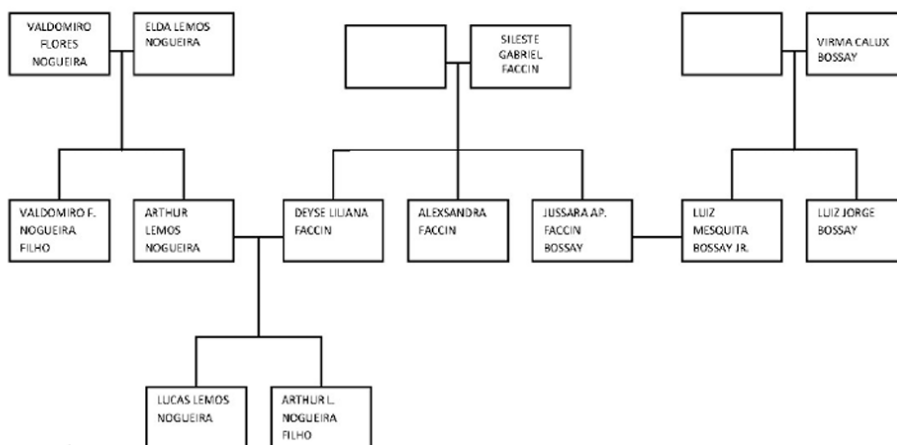 VALDOMIRO
FLORES
NOGUEIRA
ELDA LEMOS
NOGUEIRA
SILESTE
GABRIEL
FACCIN
VIRMA CALUX
BOSSAY
VALDOMIRO F.
NOGUEIRA
FILHO
ARTHUR
LEMOS
NOGUEIRA
DEYSE LILIANA
FACCIN
ALEXSANDRA
FACCIN
JUSSARA AP.
FACCIN
BOSSAY
LUIZ
MESQUITA
BOSSAY JR.
LUIZ JORGE
BOSSAY
LUCAS LEMOS
NOGUEIRA
ARTHUR L.
NOGUEIRA
FILHO